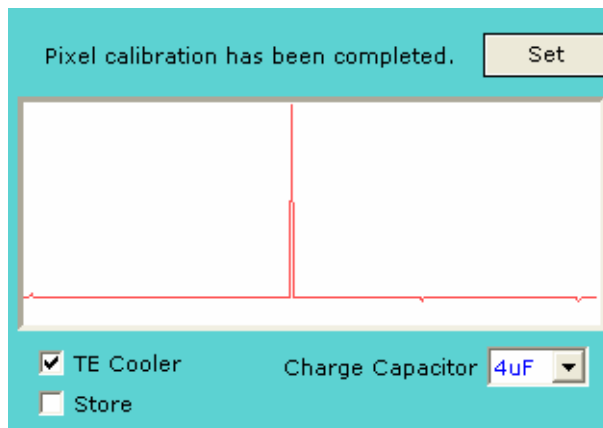 Pixel calibration has been completed.
Set
TE Cooler
Charge Capacitor 4uF
Store